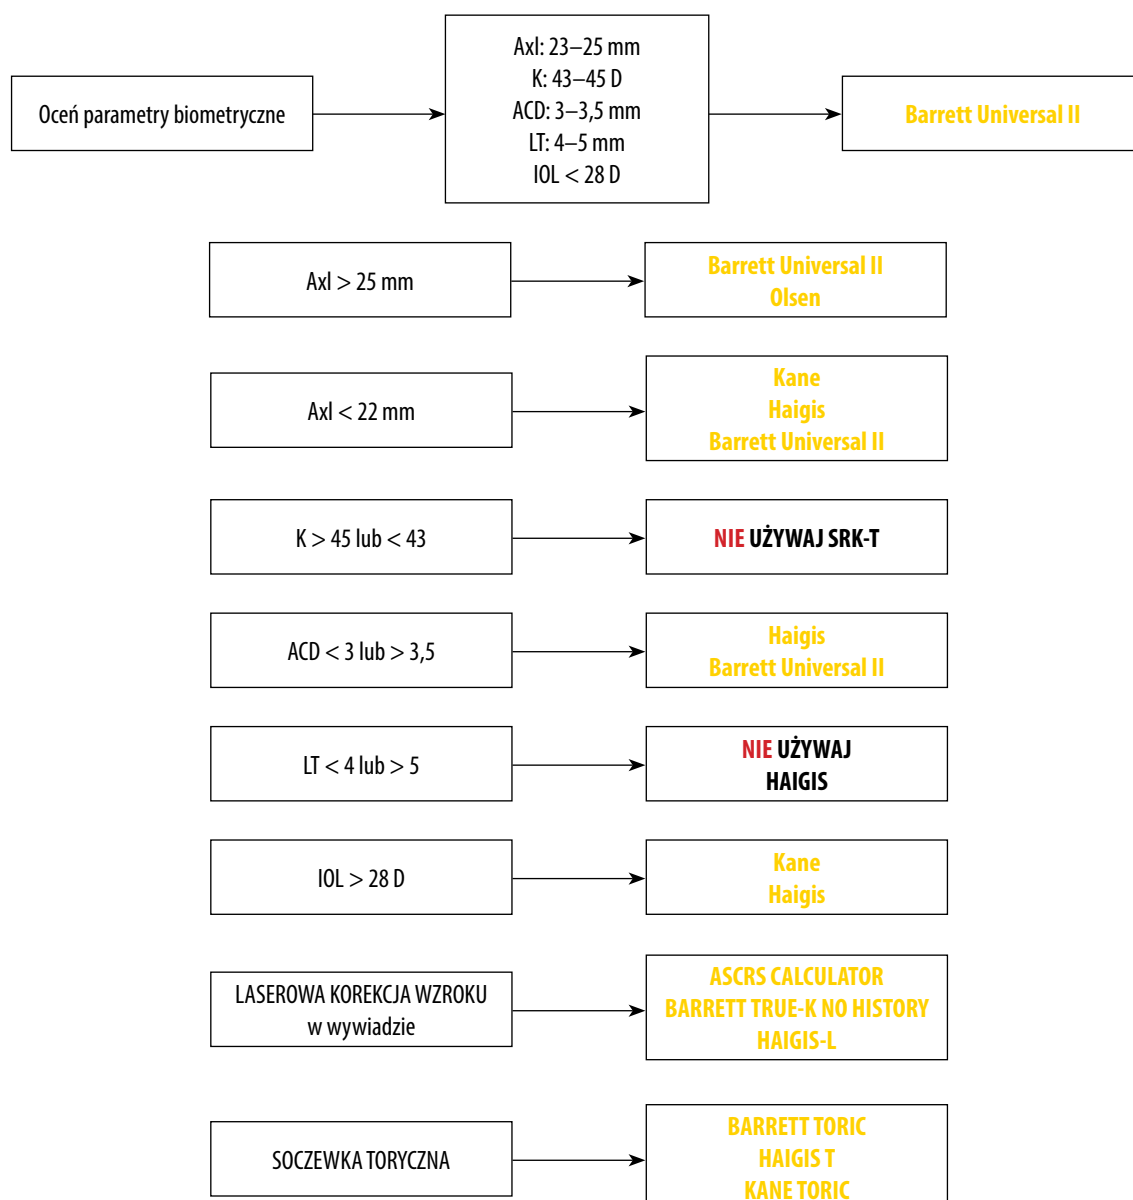 Oceń parametry biometryczne
Axl: 23–25 mm
K: 43–45 D
ACD: 3–3,5 mm
LT: 4–5 mm
IOL < 28 D
Barrett Universal II
Axl > 25 mm
Barrett Universal II
Olsen
Axl < 22 mm
Kane
Haigis
Barrett Universal II
K > 45 lub < 43
NIE UŻYWAJ SRK-T
ACD < 3 lub > 3,5
Haigis
Barrett Universal II
LT < 4 lub > 5
NIE UŻYWAJ
HAIGIS
IOL > 28 D
Kane
Haigis
LASEROWA KOREKCJA WZROKU
w wywiadzie
ASCRS CALCULATOR
BARRETT TRUE-K NO HISTORY
HAIGIS-L
SOCZEWKA TORYCZNA
BARRETT TORIC
HAIGIS T
KANE TORIC